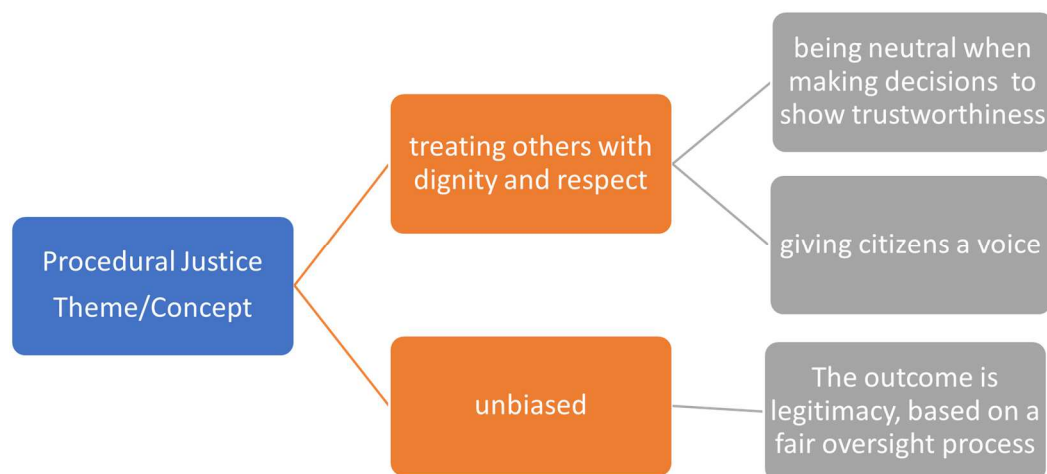 Procedural Justice
Theme/Concept
treating others with
dignity and respect
being neutral when
making decisions to
show trustworthiness
giving citizens a voice
unbiased
The outcome is
legitimacy, based on a
fair oversight process